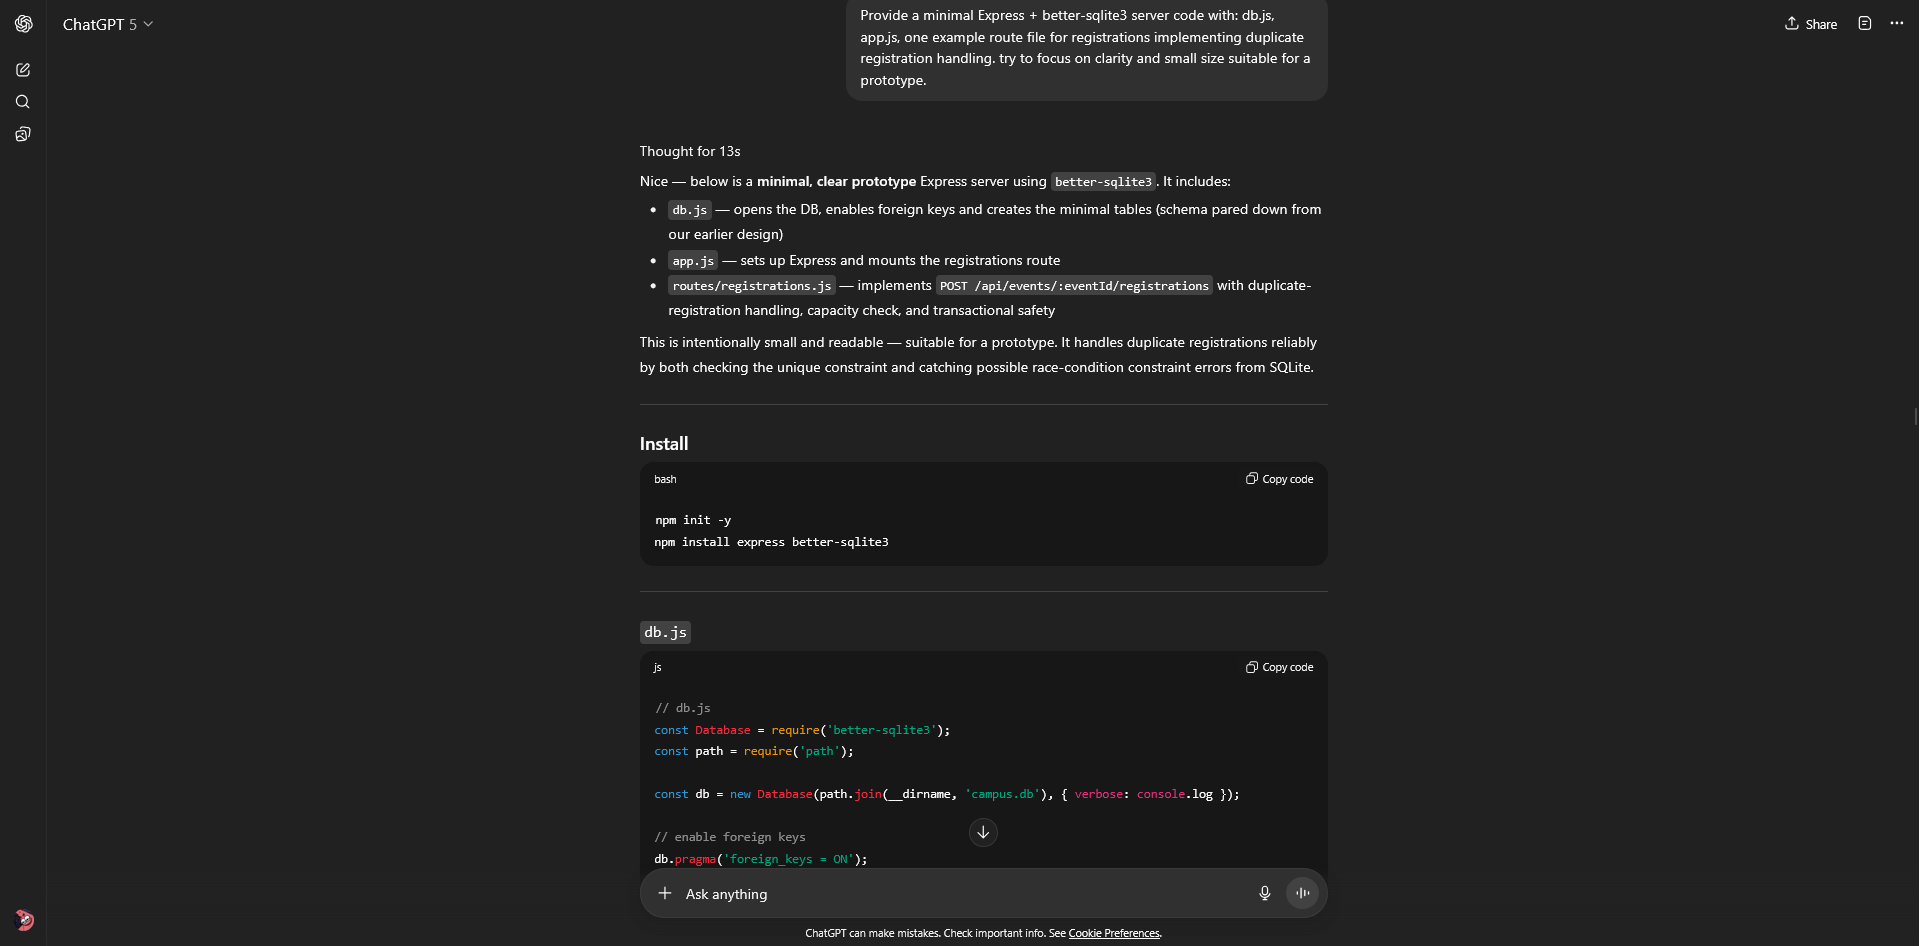 ChatGPT 5
Share
Provide a minimal Express + better-sqlite3 server code with: db.js,
app.js, one example route file for registrations implementing duplicate
registration handling. try to focus on clarity and small size suitable for a
prototype.
Thought for 13s
Nice — below is a minimal, clear prototype Express server using better-sqlite3. It includes:
• db.js — opens the DB, enables foreign keys and creates the minimal tables (schema pared down from
our earlier design)
• app.js — sets up Express and mounts the registrations route
• routes/registrations.js — implements POST /api/events/:eventId/registrations with duplicate-
registration handling, capacity check, and transactional safety
This is intentionally small and readable — suitable for a prototype. It handles duplicate registrations reliably
by both checking the unique constraint and catching possible race-condition constraint errors from SQLite.
Install
bash
Copy code
npm init -y
npm install express better-sqlite3
db.js
js
Copy code
// db.js
const Database = require('better-sqlite3');
const path = require('path');
const db = new Database(path.join(__dirname, 'campus.db'), { verbose: console.log });
// enable foreign keys
db.pragma('foreign_keys = ON');
Ask anything
ChatGPT can make mistakes. Check important info. See Cookie Preferences.